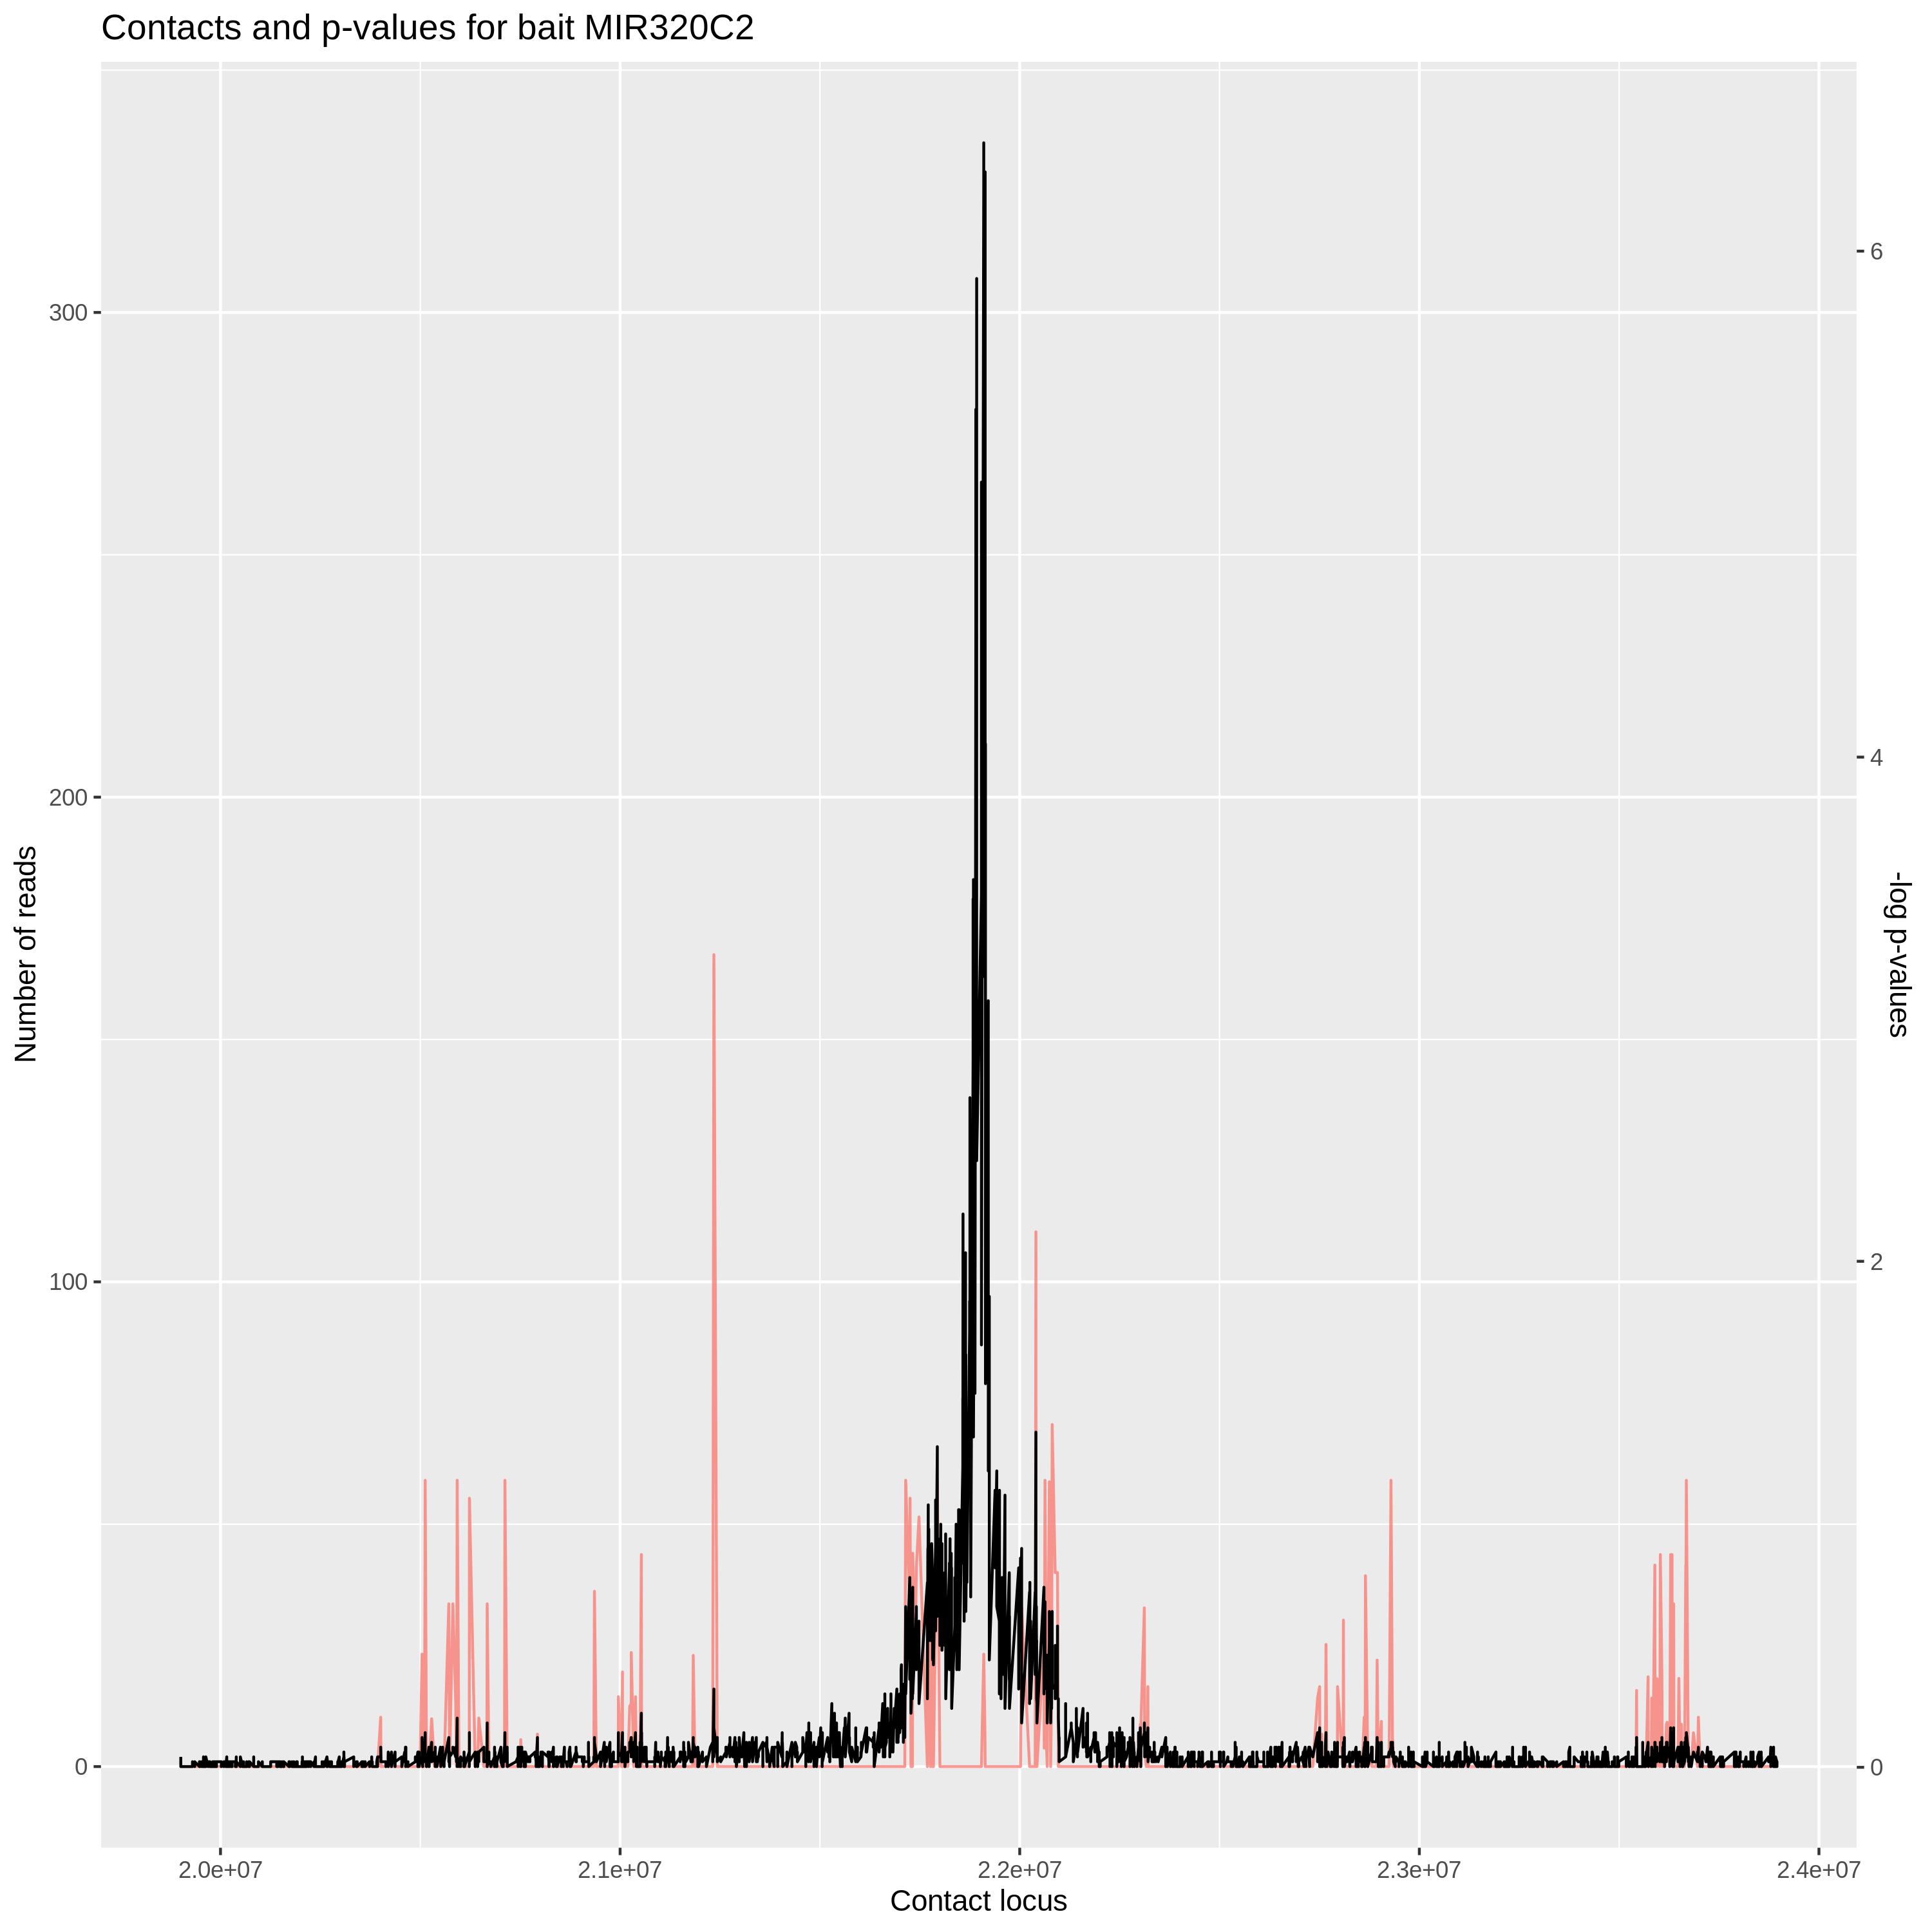 Contacts and p-values for bait MIR320C2
Number of reads
300
200
100
0
6
4
2
0
-log p-values
2.0e+07
2.1e+07
2.2e+07
2.3e+07
2.4e+07
Contact locus